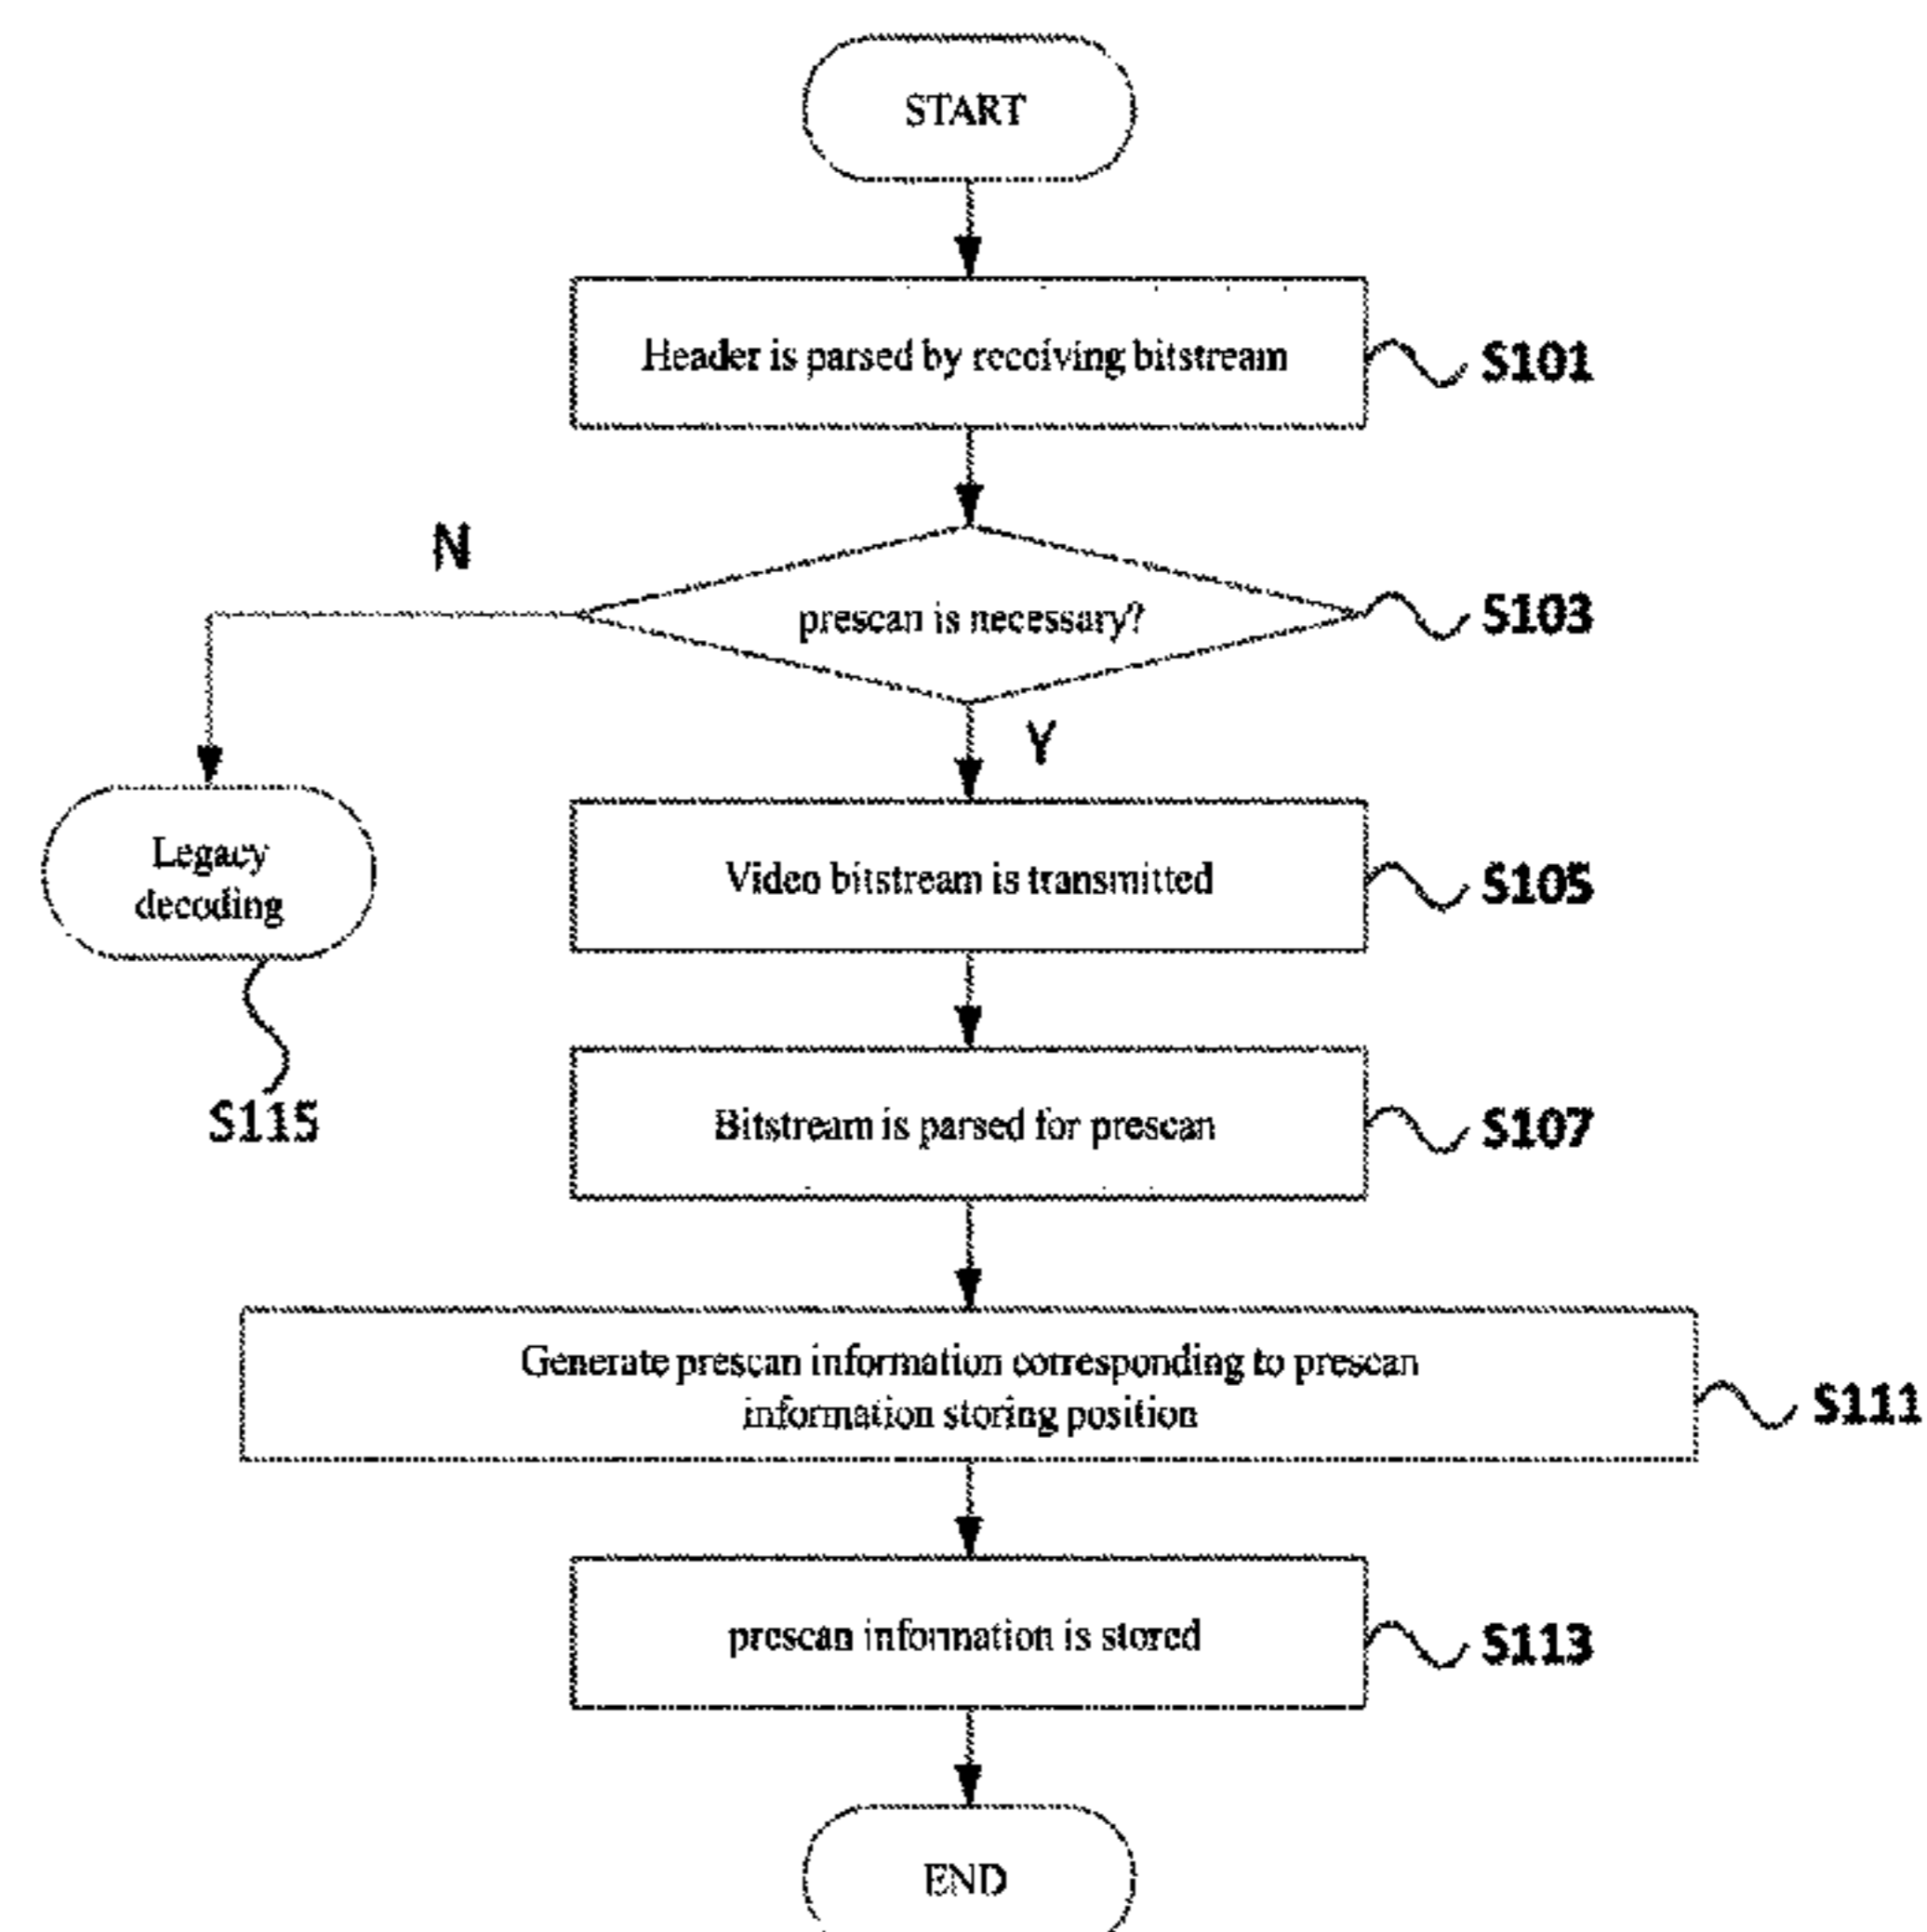 START
Header is parsed by receiving bitstream
S101
N
prescan is necessary?
S103
Y
Legacy
decoding
S115
Video bitstream is transmitted
S105
Bitstream is parsed for prescan
S107
Generate prescan information corresponding to prescan
information storing position
S111
prescan information is stored
S113
END